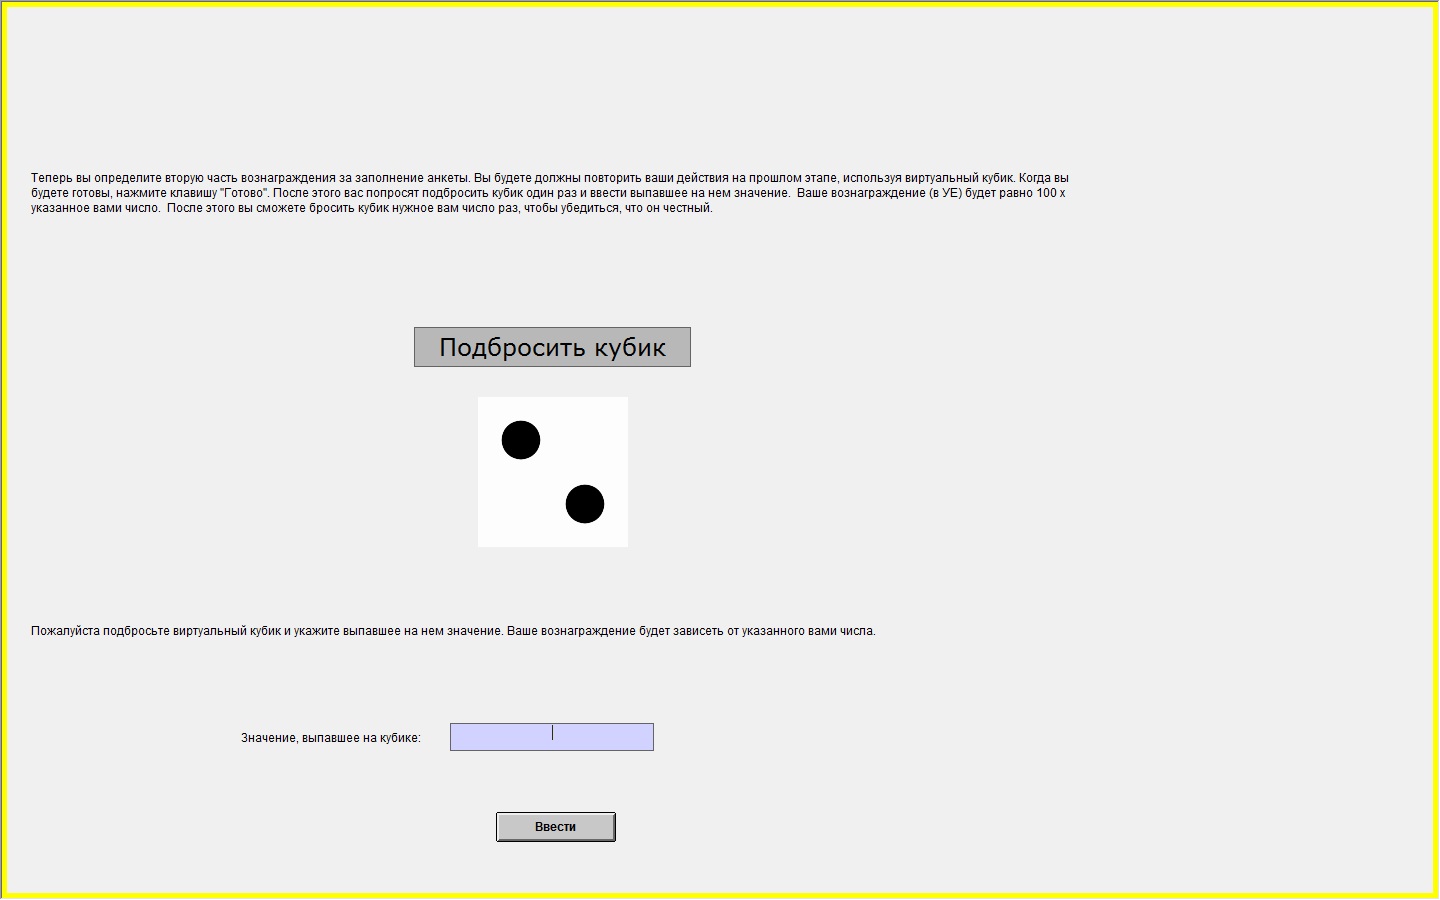 Теперь вы определите вторую часть вознаграждения за заполнение анкеты. Вы будете должны повторить ваши действия на прошлом этапе, используя виртуальный кубик. Когда вы
будете готовы, нажмите клавишу "Готово". После этого вас попросят подбросить кубик один раз и ввести выпавшее на нем значение.  Ваше вознаграждение (в УЕ) будет равно 100 x
указанное вами число.  После этого вы сможете бросить кубик нужное вам число раз, чтобы убедиться, что он честный.
Подбросить кубик
Пожалуйста подбросьте виртуальный кубик и укажите выпавшее на нем значение. Ваше вознаграждение будет зависеть от указанного вами числа.
Значение, выпавшее на кубике:
Ввести